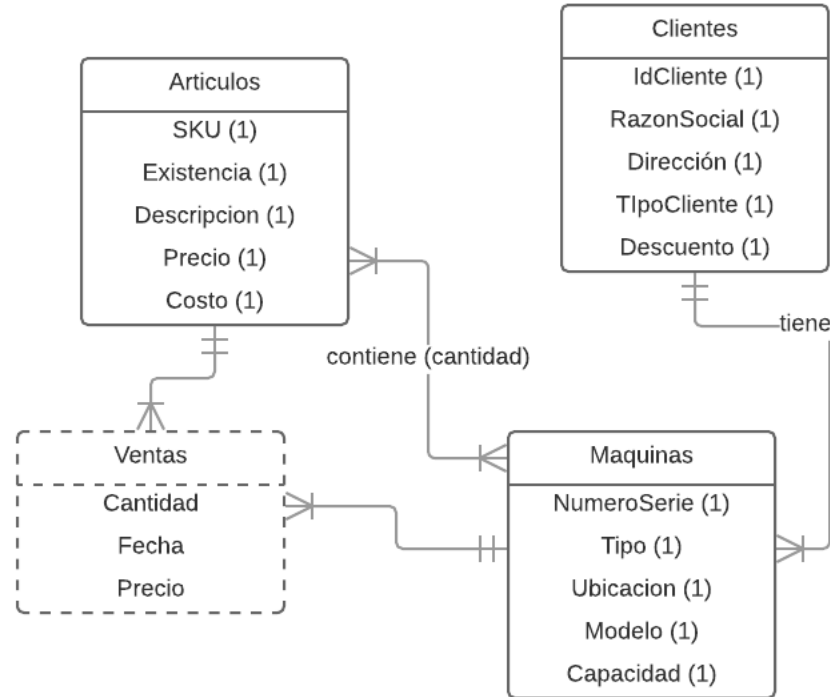 Clientes
IdCliente (1)
RazonSocial (1)
Dirección (1)
TIpoCliente (1)
Descuento (1)
Articulos
SKU (1)
Existencia (1)
Descripcion (1)
Precio (1)
Costo (1)
tiene
contiene (cantidad)
Ventas
Cantidad
Fecha
Precio
Maquinas
NumeroSerie (1)
Tipo (1)
Ubicacion (1)
Modelo (1)
Capacidad (1)